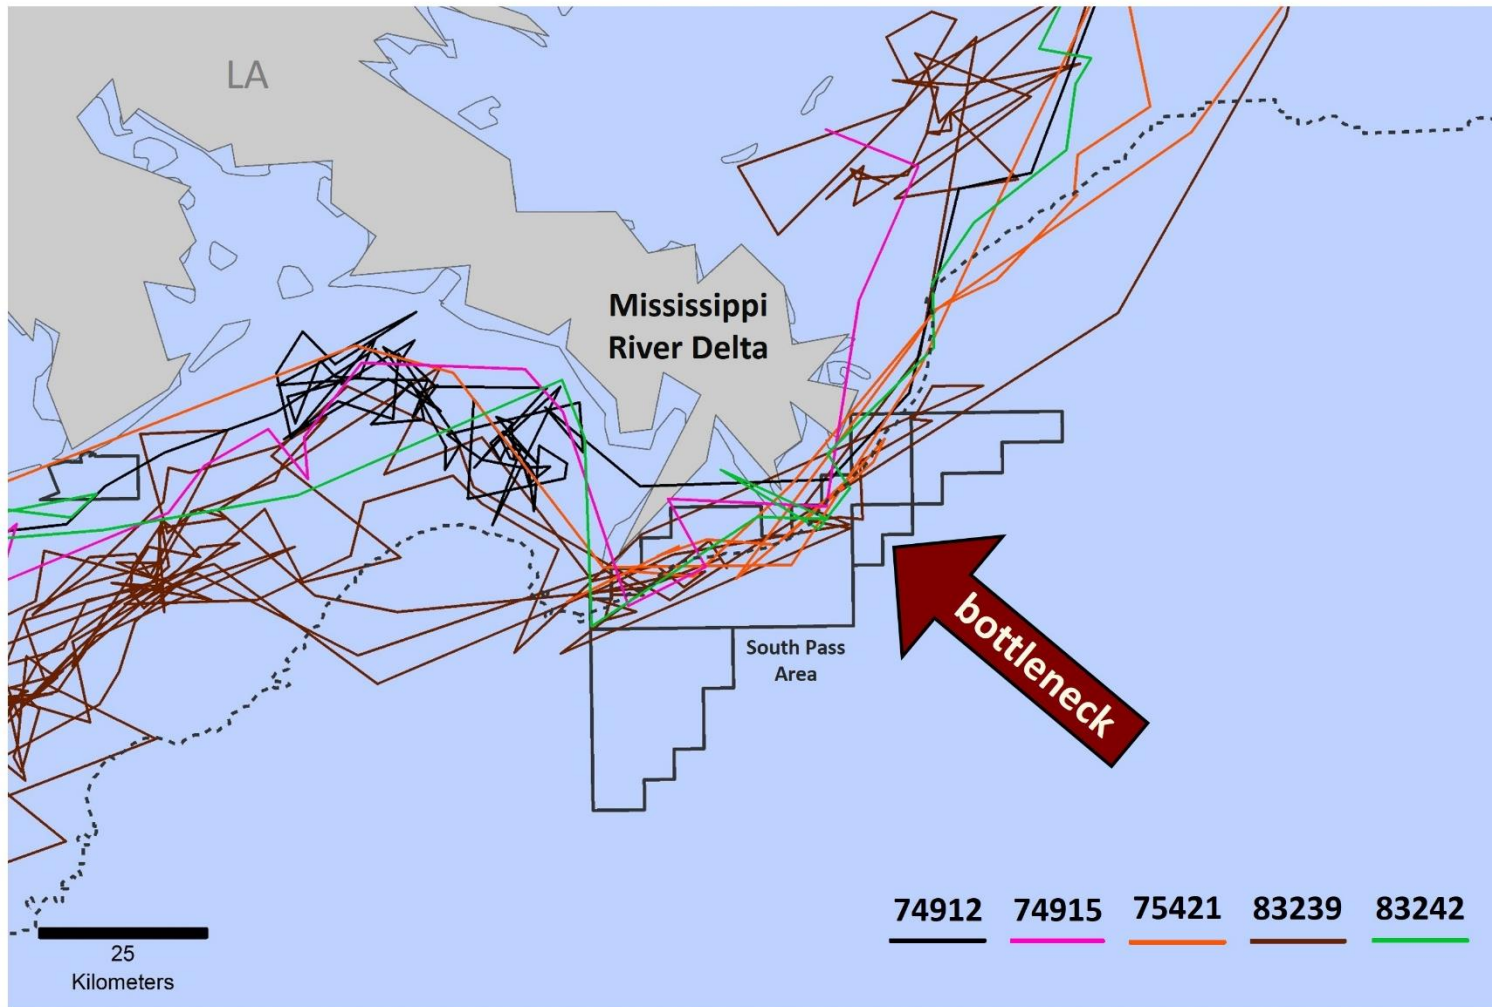 LA
Mississippi
River Delta
South Pass
Area
bottleneck
74912 74915 75421 83239 83242
25
Kilometers